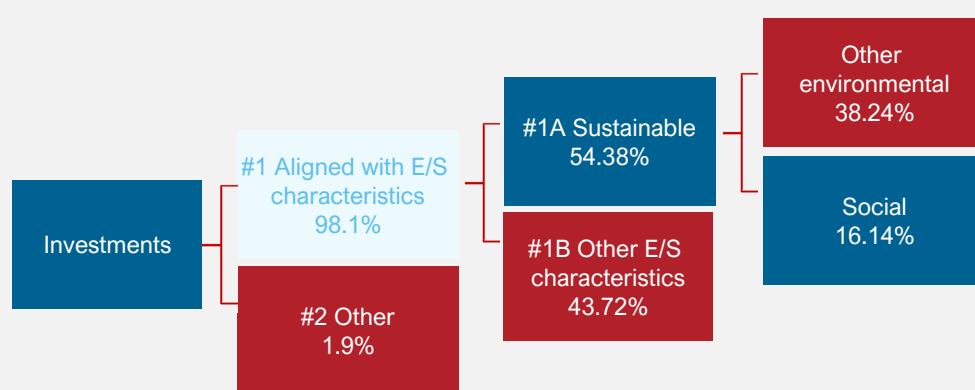 Investments
#1 Aligned with E/S
characteristics
98.1%
#2 Other
1.9%
#1A Sustainable
54.38%
#1B Other E/S
characteristics
43.72%
Other
environmental
38.24%
Social
16.14%